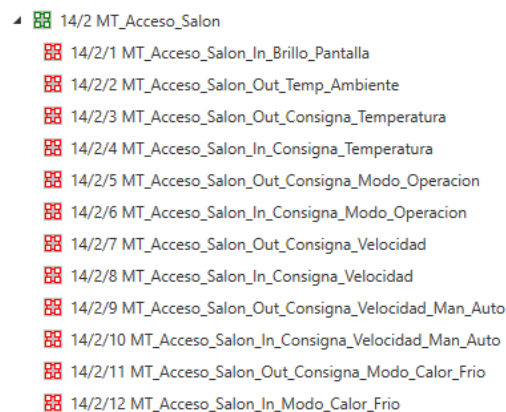 14/2 MT_Acceso_Salon
14/2/1 MT_Acceso_Salon_In_Brillo_Pantalla
14/2/2 MT_Acceso_Salon_Out_Temp_Ambiente
14/2/3 MT_Acceso_Salon_Out_Consigna_Temperatura
14/2/4 MT_Acceso_Salon_In_Consigna_Temperatura
14/2/5 MT_Acceso_Salon_Out_Consigna_Modo_Operacion
14/2/6 MT_Acceso_Salon_In_Consigna_Modo_Operacion
14/2/7 MT_Acceso_Salon_Out_Consigna_Velocidad
14/2/8 MT_Acceso_Salon_In_Consigna_Velocidad
14/2/9 MT_Acceso_Salon_Out_Consigna_Velocidad_Man_Auto
14/2/10 MT_Acceso_Salon_In_Consigna_Velocidad_Man_Auto
14/2/11 MT_Acceso_Salon_Out_Consigna_Modo_Calor_Frio
14/2/12 MT_Acceso_Salon_In_Modo_Calor_Frio